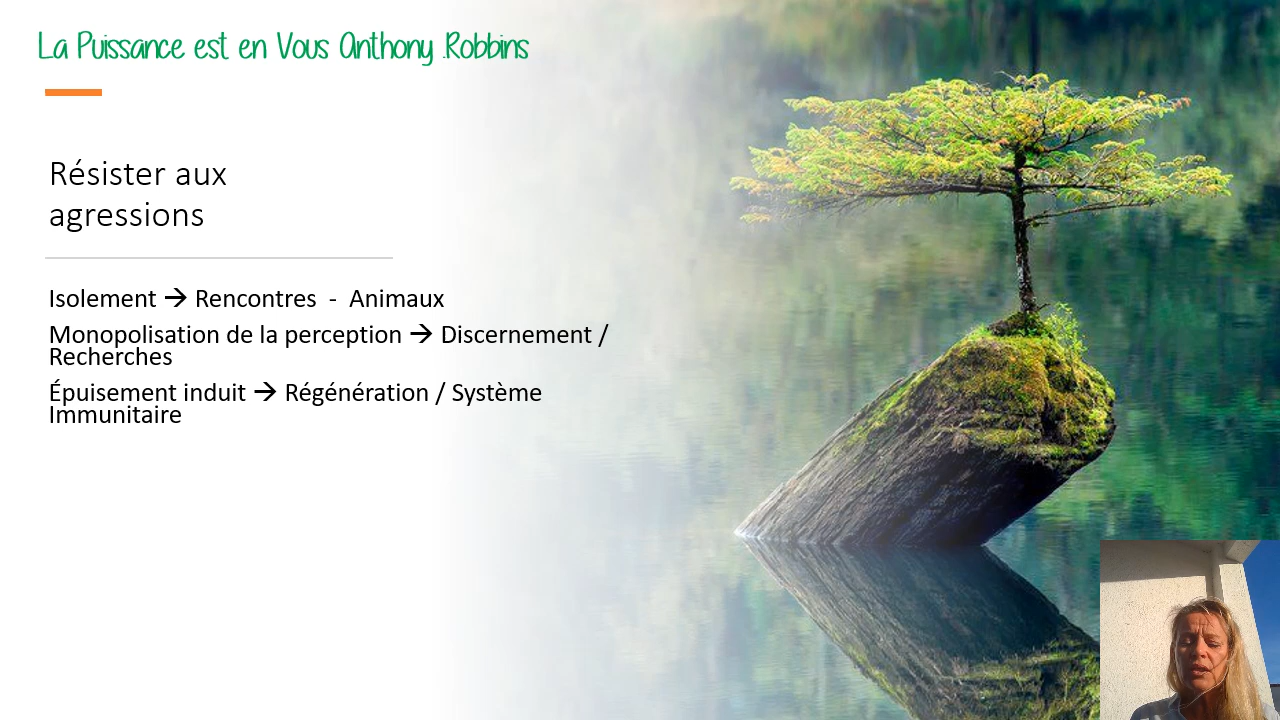 La Puissance est en Vous Anthony .Robbins
Résister aux
agressions
Isolement → Rencontres - Animaux
Monopolisation de la perception → Discernement /
Recherches
Épuisement induit → Régénération / Système
Immunitaire